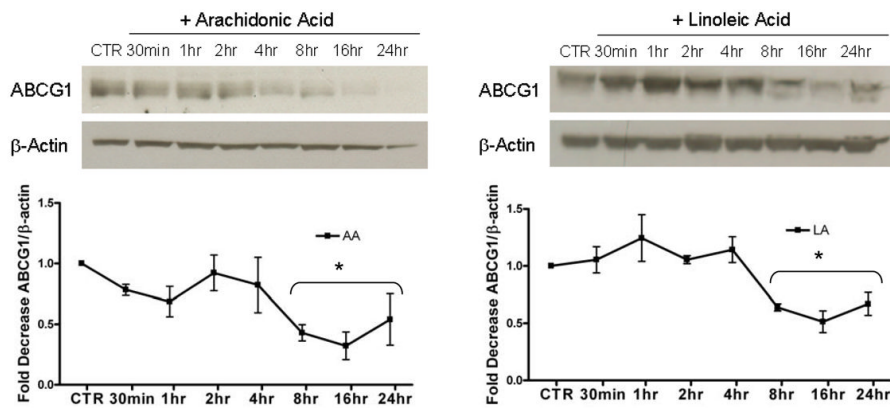 + Arachidonic Acid
CTR 30min 1hr 2hr 4hr 8hr 16hr 24hr
ABCG1
β-Actin
Fold Decrease ABCG1/β-actin
1.5
1.0
0.5
0.0
AA
*
CTR 30min 1hr 2hr 4hr 8hr 16hr 24hr
+ Linoleic Acid
CTR 30min 1hr 2hr 4hr 8hr 16hr 24hr
ABCG1
β-Actin
Fold Decrease ABCG1/β-actin
1.5
1.0
0.5
0.0
LA
*
CTR 30min 1hr 2hr 4hr 8hr 16hr 24hr